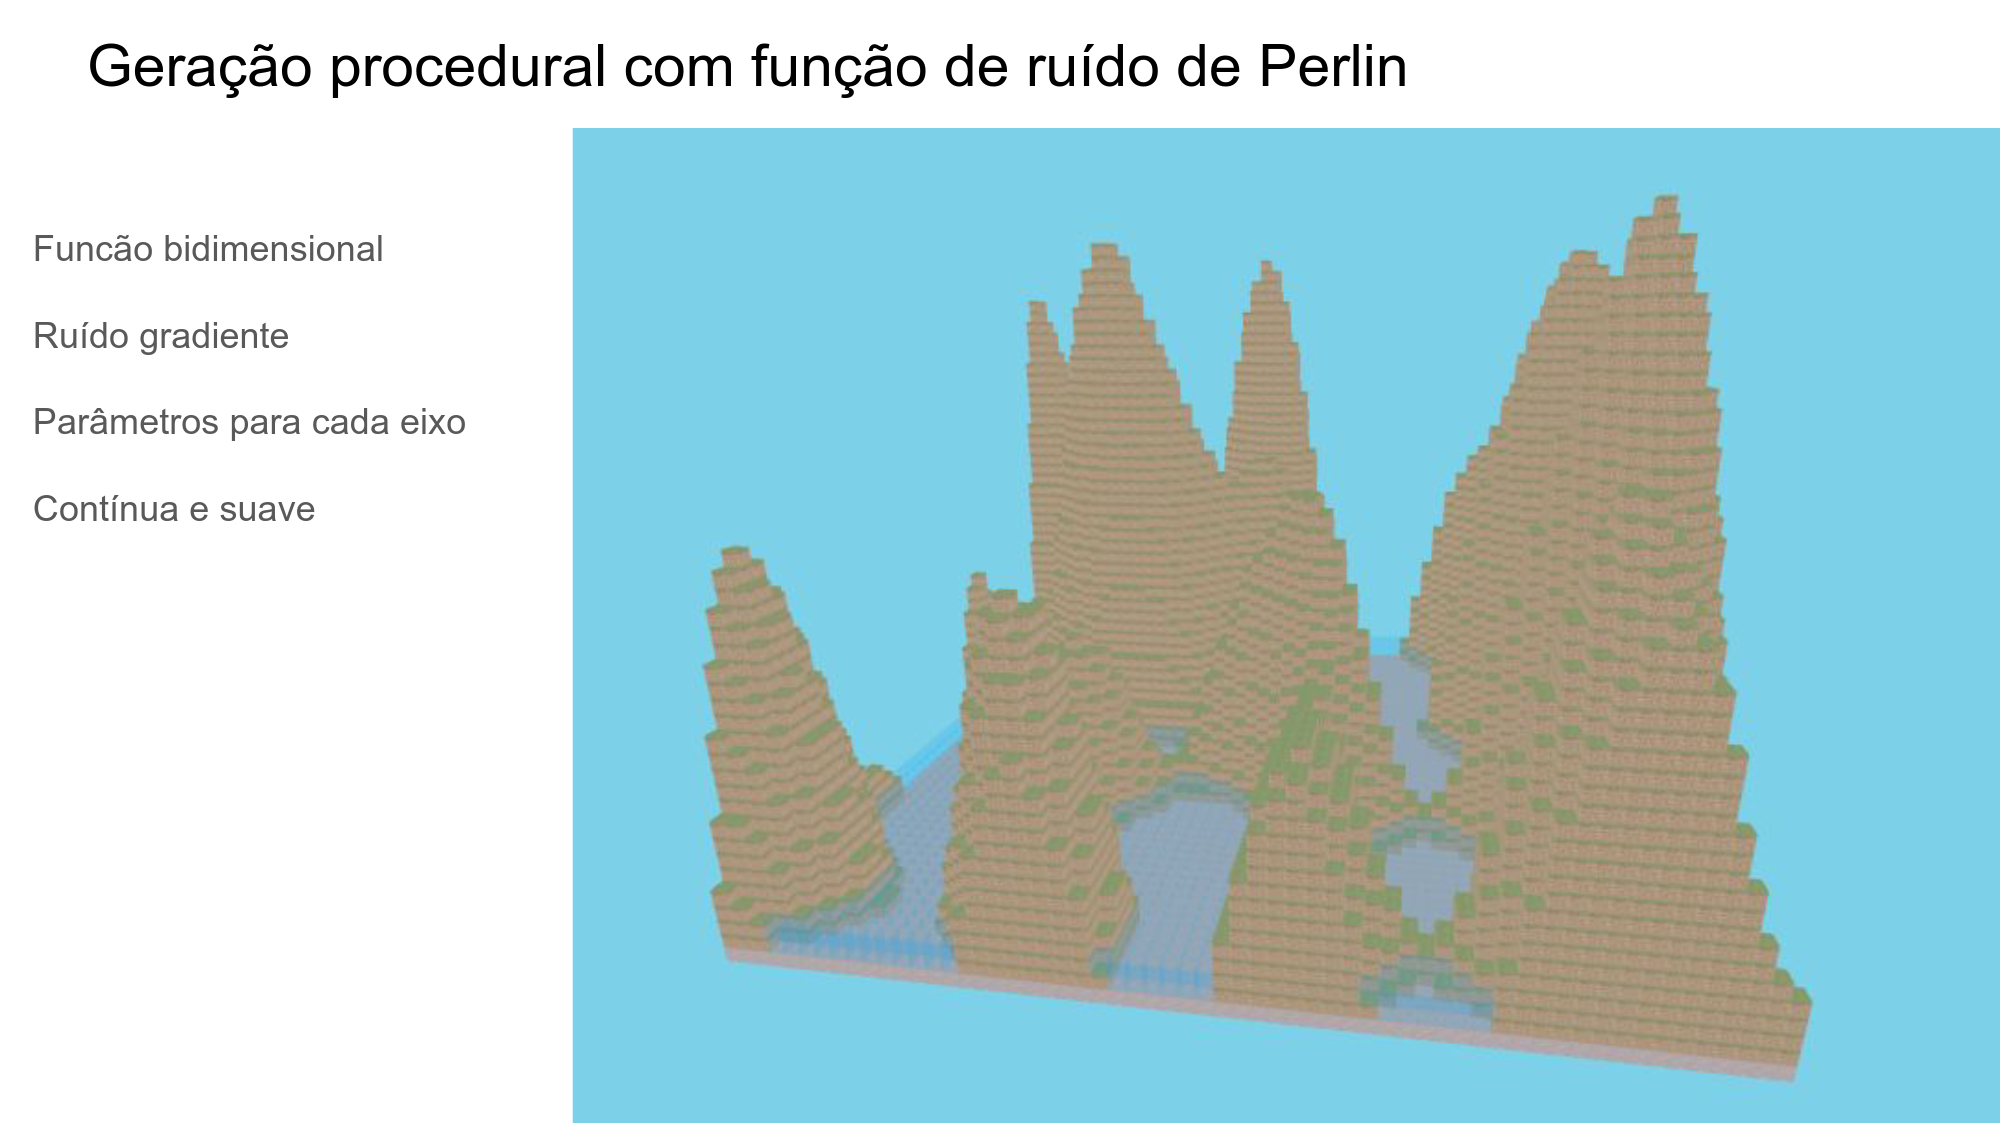 Geração procedural com função de ruído de Perlin
Funcão bidimensional
Ruído gradiente
Parâmetros para cada eixo
Contínua e suave